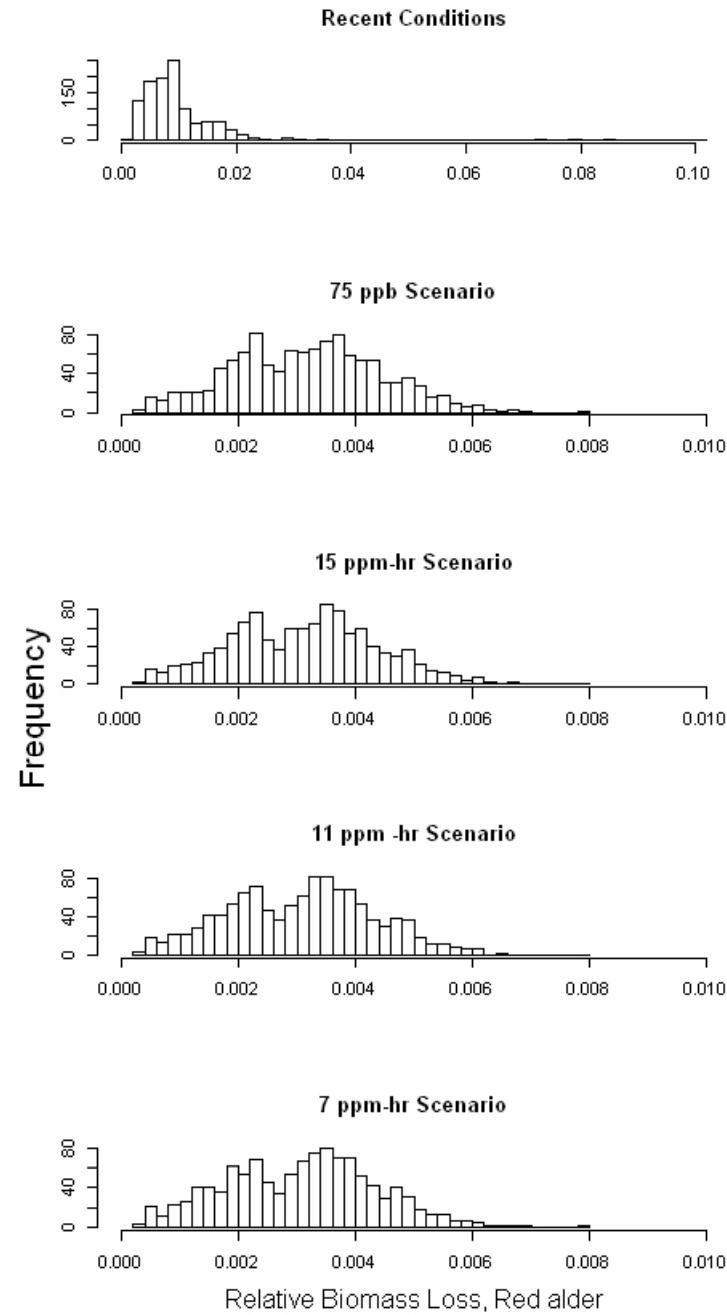 Recent Conditions
150
0
0.00 0.02 0.04 0.06 0.08 0.10
75 ppb Scenario
80
40
0
0.000 0.002 0.004 0.006 0.008 0.010
15 ppm-hr Scenario
80
40
0
0.000 0.002 0.004 0.006 0.008 0.010
Frequency
11 ppm -hr Scenario
80
40
0
0.000 0.002 0.004 0.006 0.008 0.010
7 ppm-hr Scenario
80
40
0
0.000 0.002 0.004 0.006 0.008 0.010
Relative Biomass Loss, Red alder